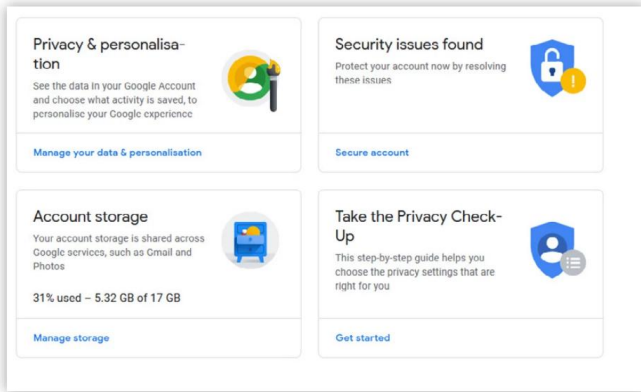 Privacy & personalisa-
tion
See the data in your Google Account
and choose what activity is saved, to
personalise your Google experience
Manage your data & personalisation
Security issues found
Protect your account now by resolving
these issues
Secure account
Account storage
Your account storage is shared across
Google services, such as Gmail and
Photos
31% used – 5.32 GB of 17 GB
Manage storage
Take the Privacy Check-
Up
This step-by-step guide helps you
choose the privacy settings that are
right for you
Get started